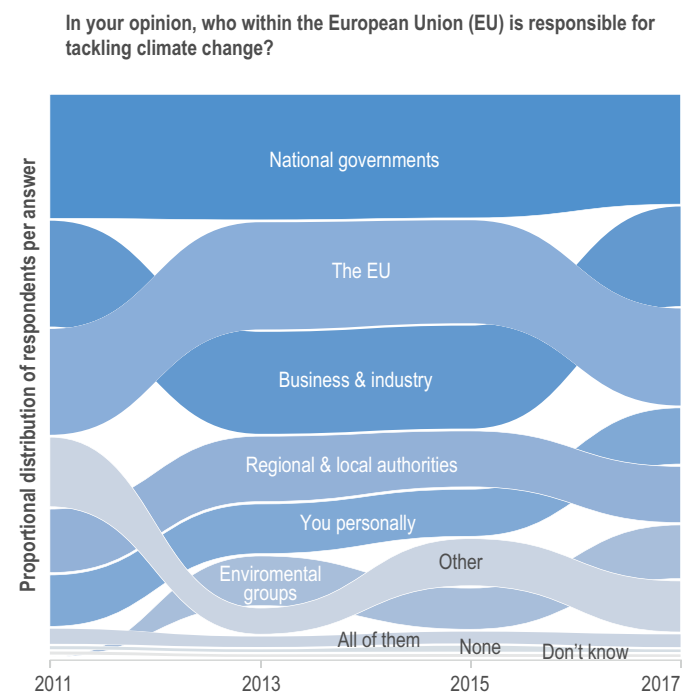 In your opinion, who within the European Union (EU) is responsible for
tackling climate change?
Proportional distribution of respondents per answer
National governments
The EU
Business & industry
Regional & local authorities
You personally
Enviromental
groups
Other
All of them
None
Don't know
2011
2013
2015
2017